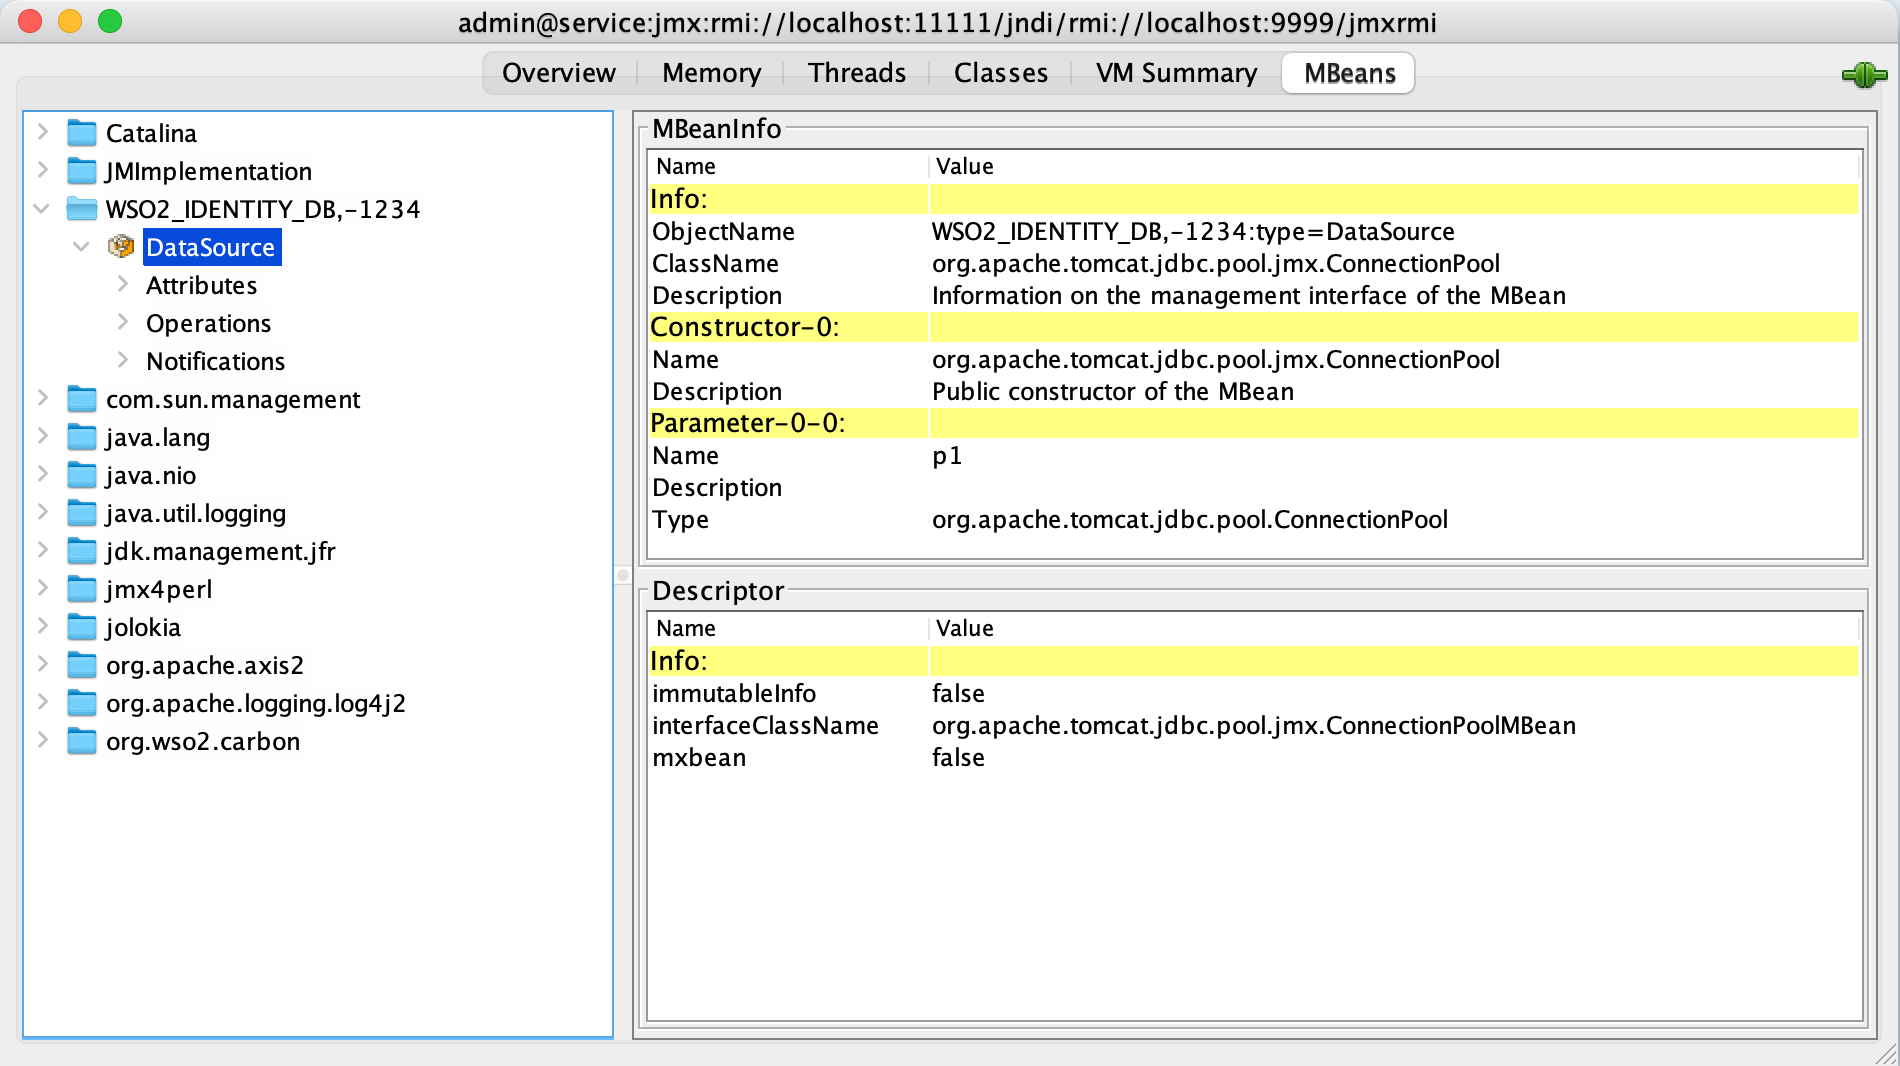 admin@service:jmx:rmi://localhost:11111/jndi/rmi://localhost:9999/jmxrmi
Overview Memory Threads Classes VM Summary MBeans
Catalina
JMImplementation
WSO2_IDENTITY_DB,-1234
DataSource
Attributes
Operations
Notifications
com.sun.management
java.lang
java.nio
java.util.logging
jdk.management.jfr
jmx4perl
jolokia
org.apache.axis2
org.apache.logging.log4j2
org.wso2.carbon
MBeanInfo
Name Value
Info:
ObjectName WSO2_IDENTITY_DB,-1234:type=DataSource
ClassName org.apache.tomcat.jdbc.pool.jmx.ConnectionPool
Description Information on the management interface of the MBean
Constructor-0:
Name org.apache.tomcat.jdbc.pool.jmx.ConnectionPool
Description Public constructor of the MBean
Parameter-0-0:
Name p1
Description
Type org.apache.tomcat.jdbc.pool.ConnectionPool
Descriptor
Name Value
Info:
immutableInfo false
interfaceClassName org.apache.tomcat.jdbc.pool.jmx.ConnectionPoolMBean
mxbean false